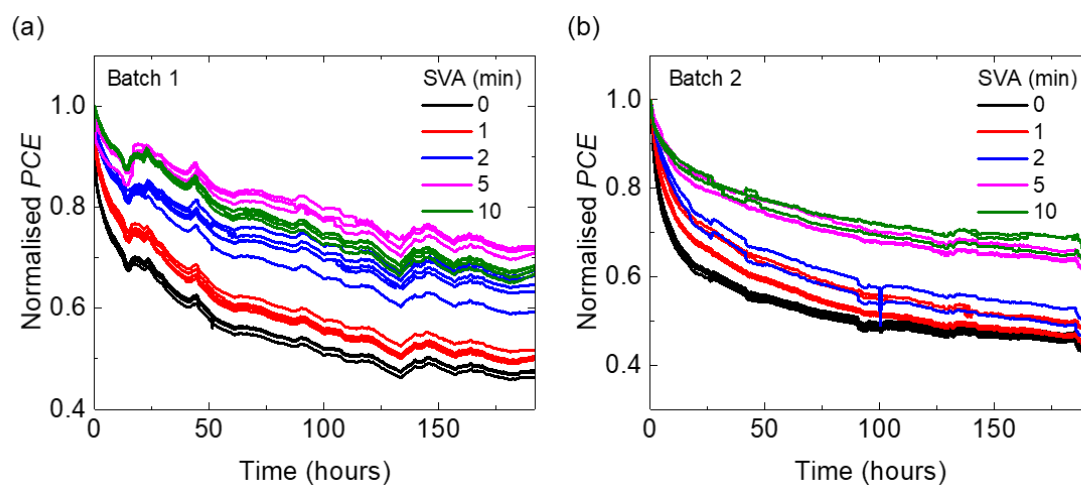 (a)
Batch 1
SVA (min)
0
1
2
5
10
1.0
0.8
0.6
0.4
Normalised PCE
0
50
100
150
Time (hours)
(b)
Batch 2
SVA (min)
0
1
2
5
10
1.0
0.8
0.6
0.4
Normalised PCE
0
50
100
150
Time (hours)